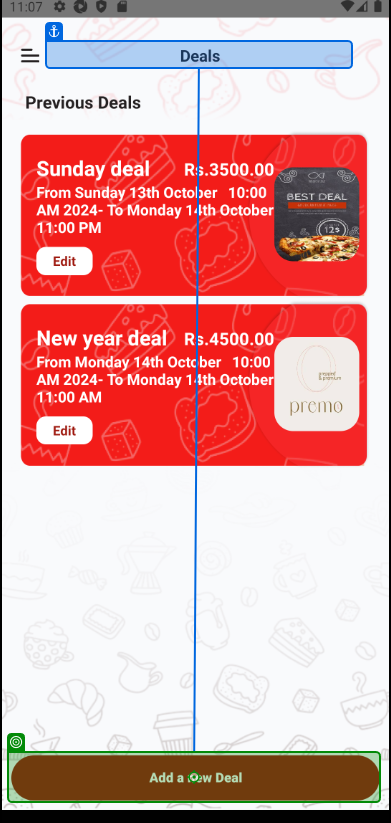 11:07
Deals
Previous Deals
Sunday deal Rs.3500.00
From Sunday 13th October 10:00
AM 2024- To Monday 14th October
11:00 PM
Edit
BEST DEAL
12$
New year deal Rs.4500.00
From Monday 14th October 10:00
AM 2024- To Monday 14th October
11:00 AM
Edit
premo
Add a New Deal